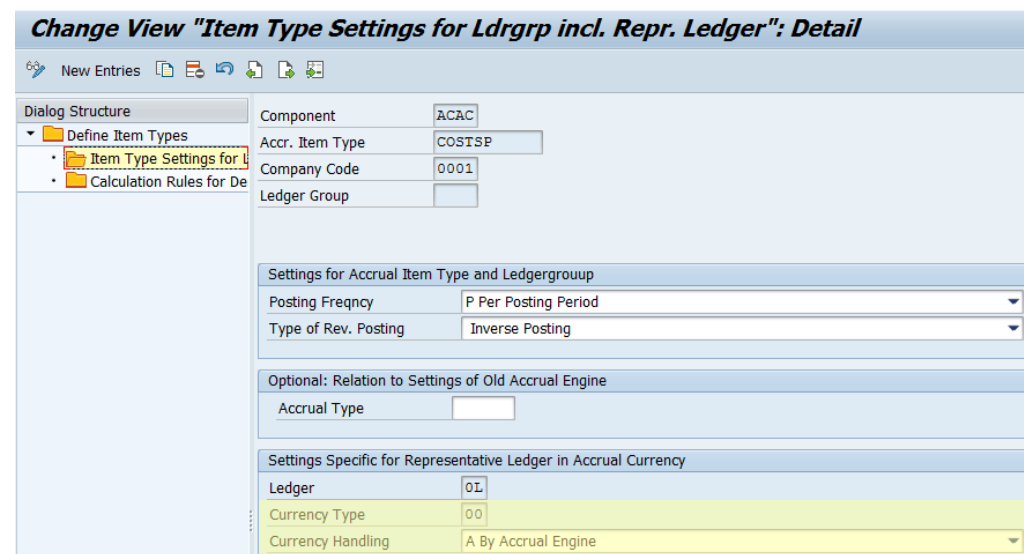 Change View "Item Type Settings for Ldrgrp incl. Repr. Ledger": Detail
New Entries
Dialog Structure
Define Item Types
Item Type Settings for L
Calculation Rules for De
Component ACAC
Accr. Item Type COSTSP
Company Code 0001
Ledger Group
Settings for Accrual Item Type and Ledgergrouup
Posting Freqncy P Per Posting Period
Type of Rev. Posting Inverse Posting
Optional: Relation to Settings of Old Accrual Engine
Accrual Type
Settings Specific for Representative Ledger in Accrual Currency
Ledger 0L
Currency Type 00
Currency Handling A By Accrual Engine